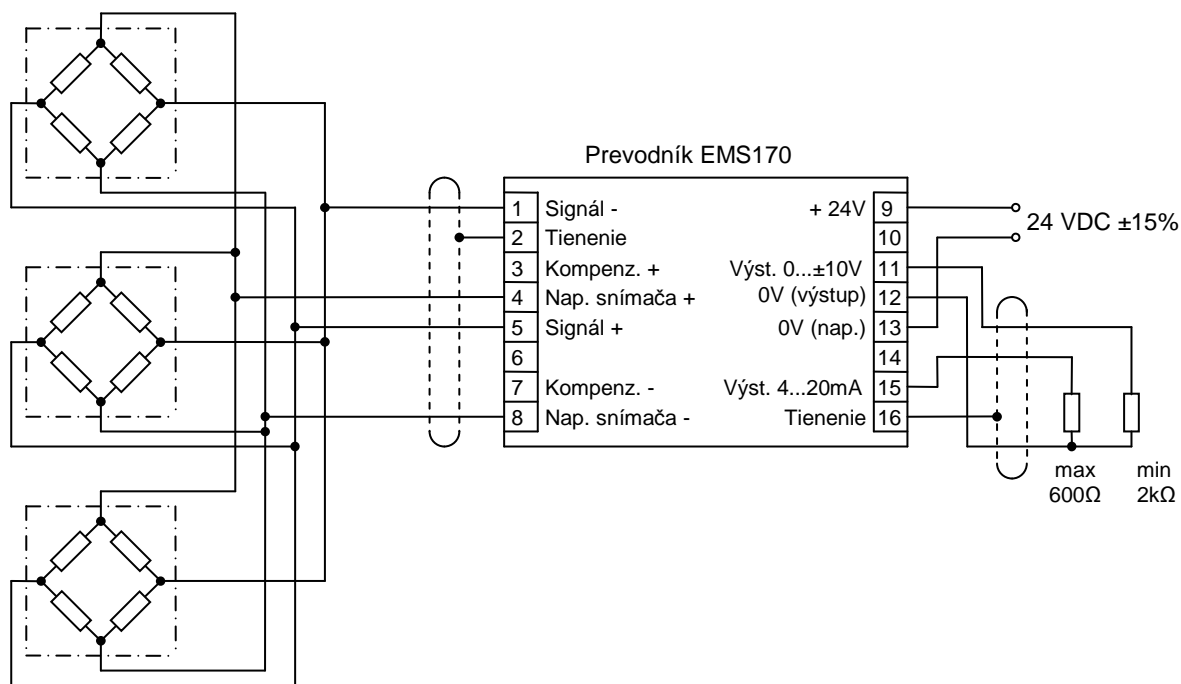 Prevodník EMS170
1 Signál -
2 Tienenie
3 Kompenz. +
4 Nap. snímača +
5 Signál +
6
7 Kompenz. -
8 Nap. snímača -
+ 24V 9
10
Výst. 0...±10V 11
0V (výstup) 12
0V (nap.) 13
14
Výst. 4...20mA 15
Tienenie 16
24 VDC ±15%
max
600Ω
min
2kΩ